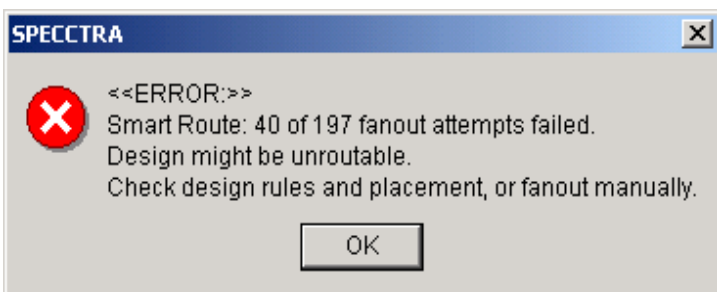 SPECCTRA
<<ERROR:>>
Smart Route: 40 of 197 fanout attempts failed.
Design might be unroutable.
Check design rules and placement, or fanout manually.
OK